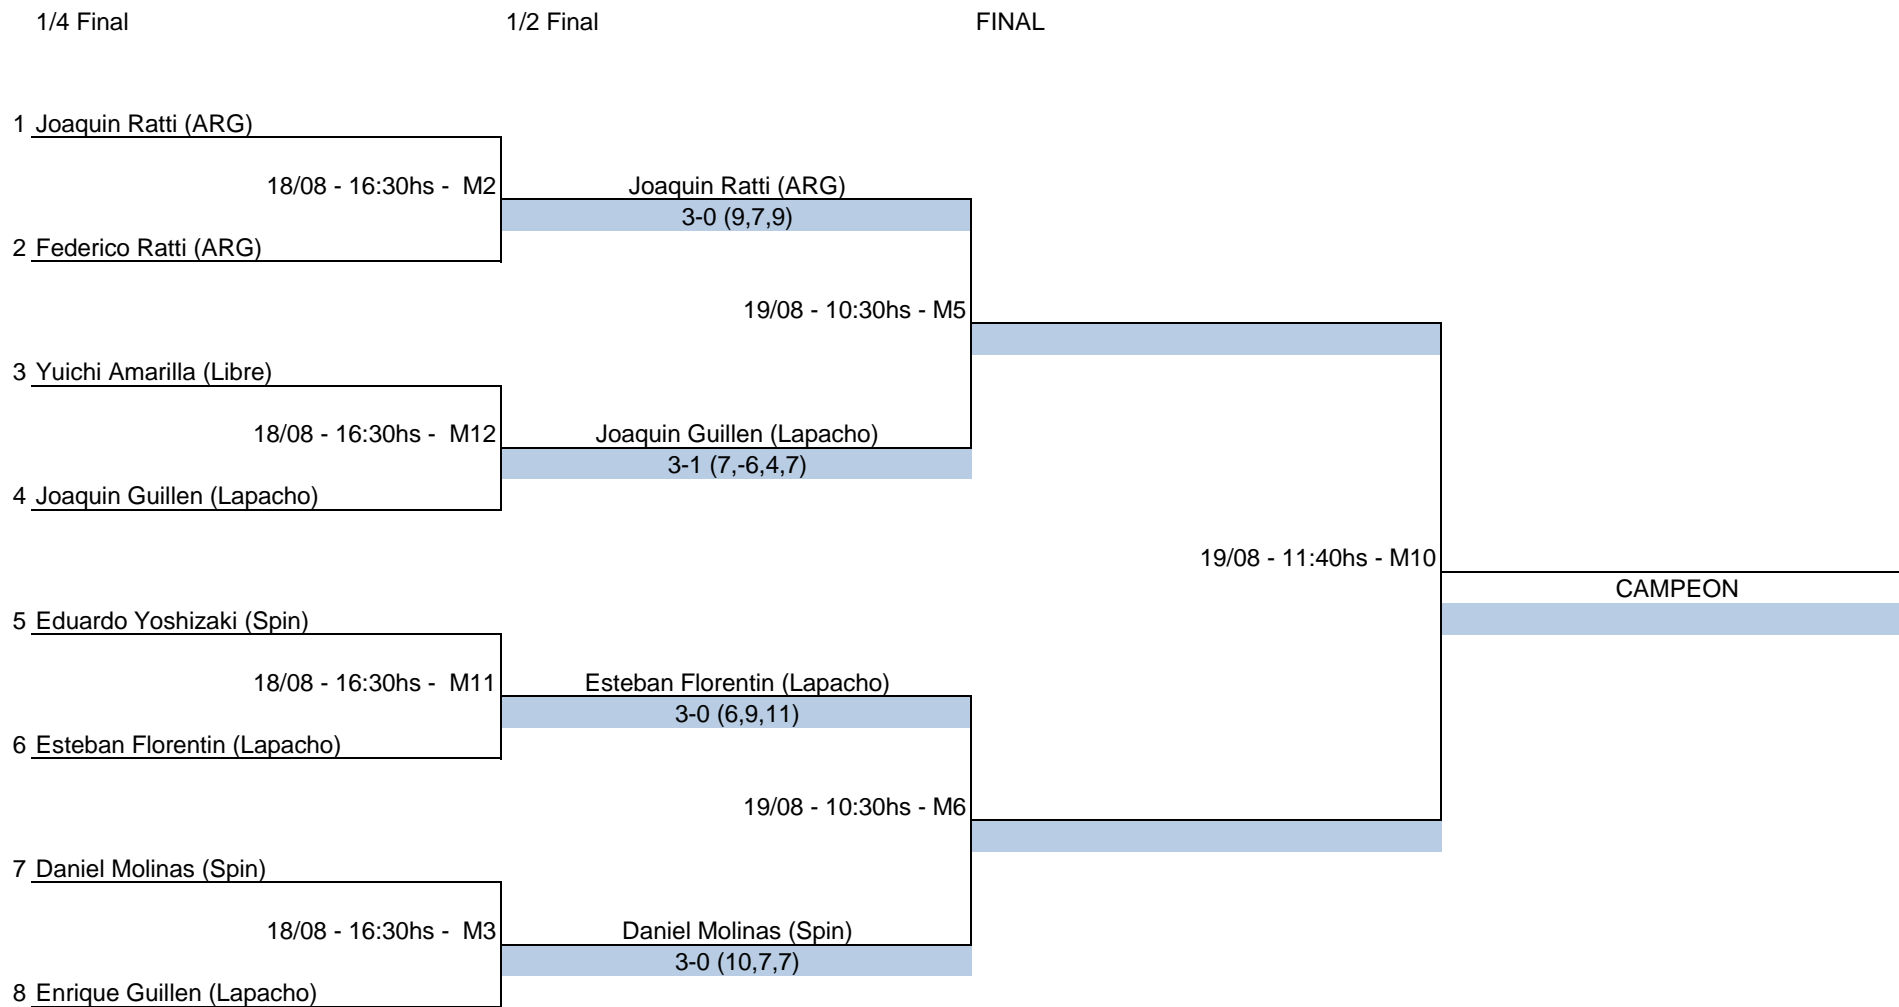 1/4 Final 1/2 Final FINAL
1 Joaquin Ratti (ARG)
18/08 - 16:30hs - M2 Joaquin Ratti (ARG)
3-0 (9,7,9)
2 Federico Ratti (ARG)
19/08 - 10:30hs - M5
3 Yuichi Amarilla (Libre)
18/08 - 16:30hs - M12 Joaquin Guillen (Lapacho)
3-1 (7,-6,4,7)
4 Joaquin Guillen (Lapacho)
19/08 - 11:40hs - M10
CAMPEON
5 Eduardo Yoshizaki (Spin)
18/08 - 16:30hs - M11 Esteban Florentin (Lapacho)
3-0 (6,9,11)
6 Esteban Florentin (Lapacho)
19/08 - 10:30hs - M6
7 Daniel Molinas (Spin)
18/08 - 16:30hs - M3 Daniel Molinas (Spin)
3-0 (10,7,7)
8 Enrique Guillen (Lapacho)